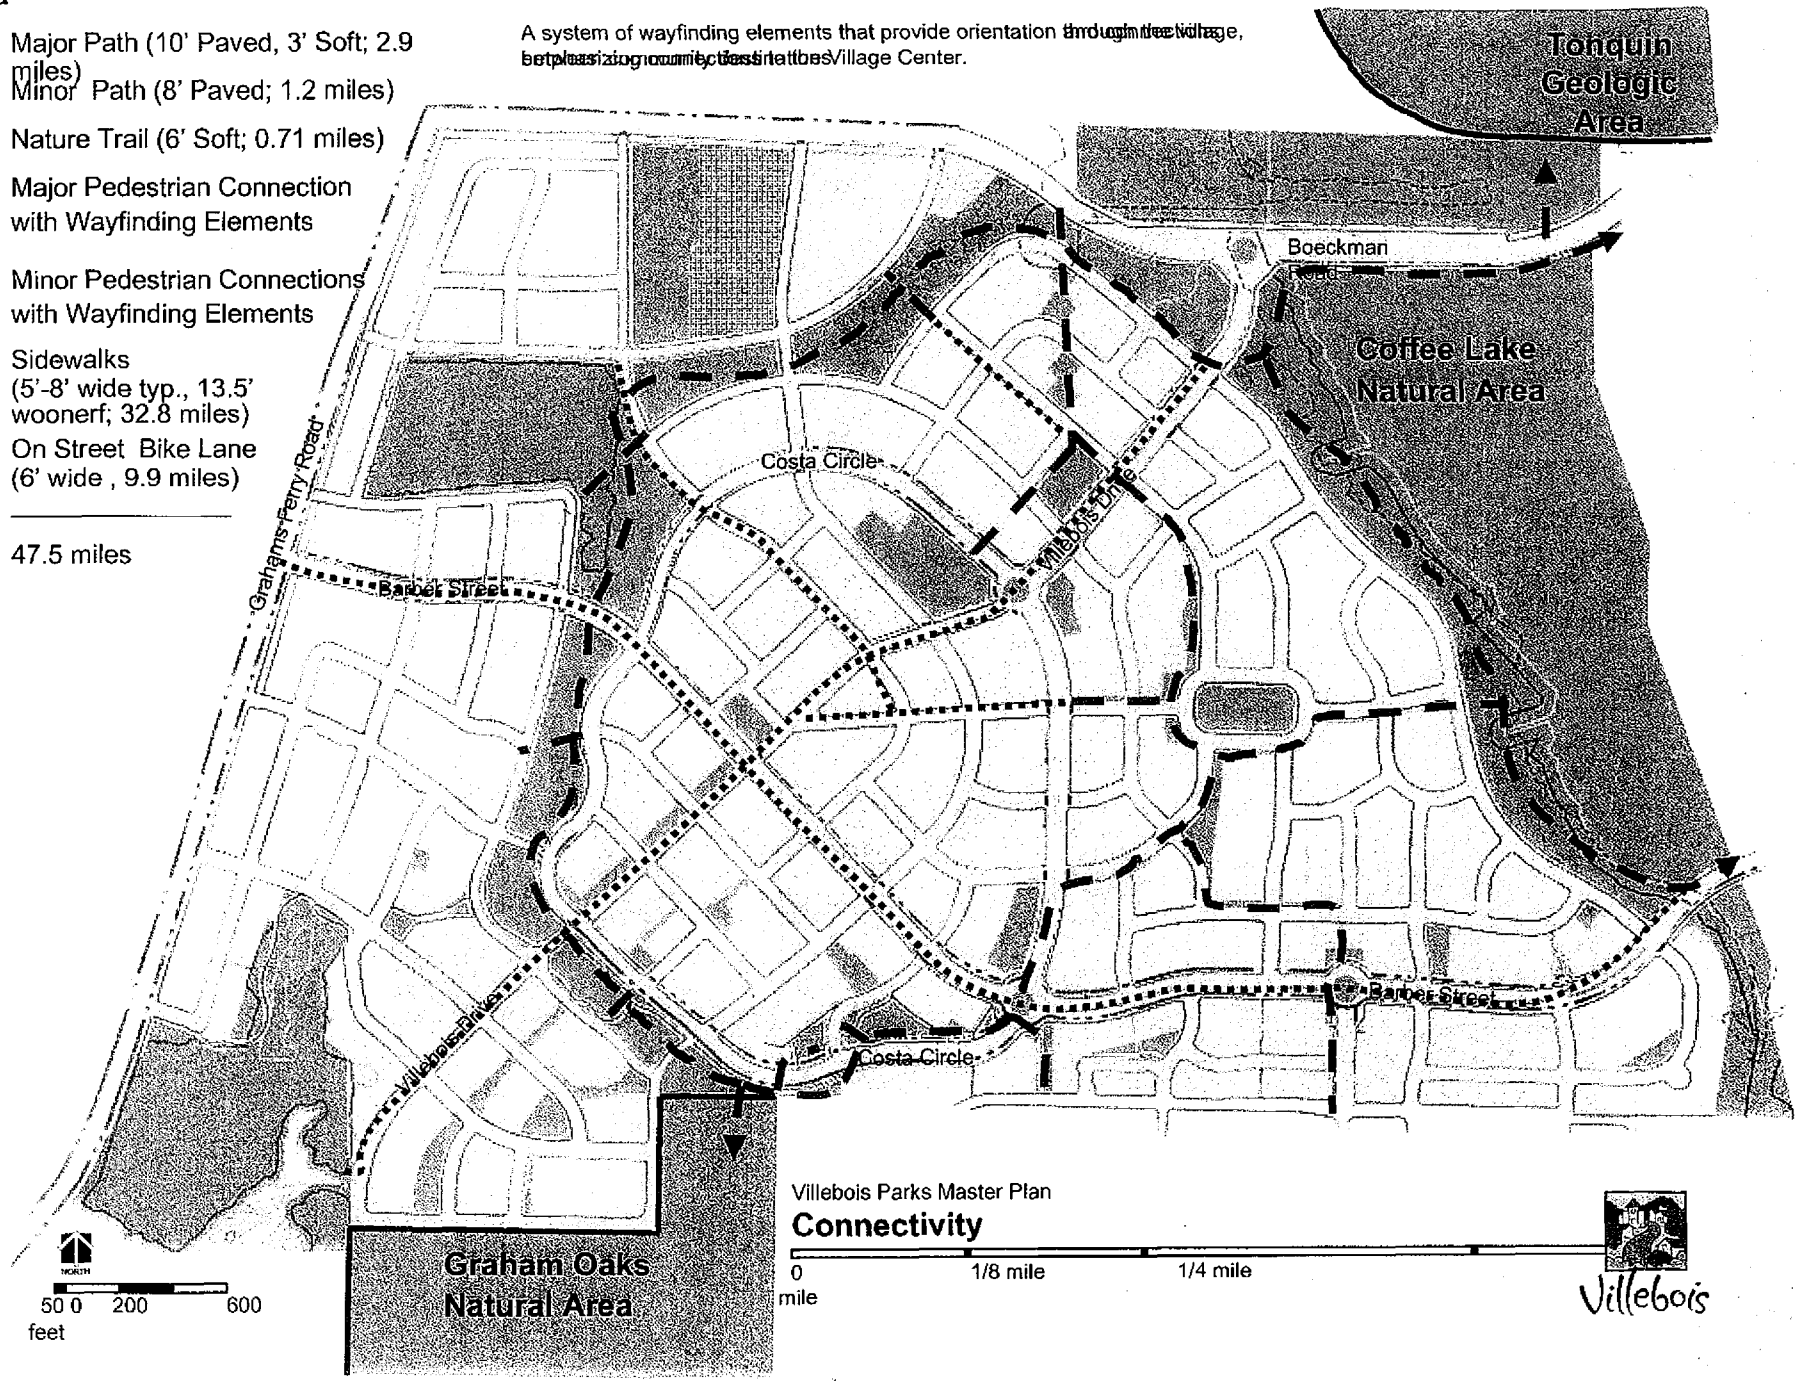 Major Path (10' Paved, 3' Soft; 2.9
miles)
Minor Path (8' Paved; 1.2 miles)
Nature Trail (6' Soft; 0.71 miles)
Major Pedestrian Connection
with Wayfinding Elements
Minor Pedestrian Connections
with Wayfinding Elements
Sidewalks
(5'-8' wide typ., 13.5'
woonerf; 32.8 miles)
On Street Bike Lane
(6' wide , 9.9 miles)
47.5 miles
A system of wayfinding elements that provide orientation
Village Center.
Tonquin
Geologic
Area
Boeckman
Road
Coffee Lake
Natural Area
Grahams Ferry Road
Costa Circle
Villebois Drive
Barber Street
Barber Street
Villebois Drive
Costa Circle
Graham Oaks
Natural Area
Villebois Parks Master Plan
Connectivity
0 1/8 mile 1/4 mile
mile
NORTH
50 0 200 600
feet
Villebois